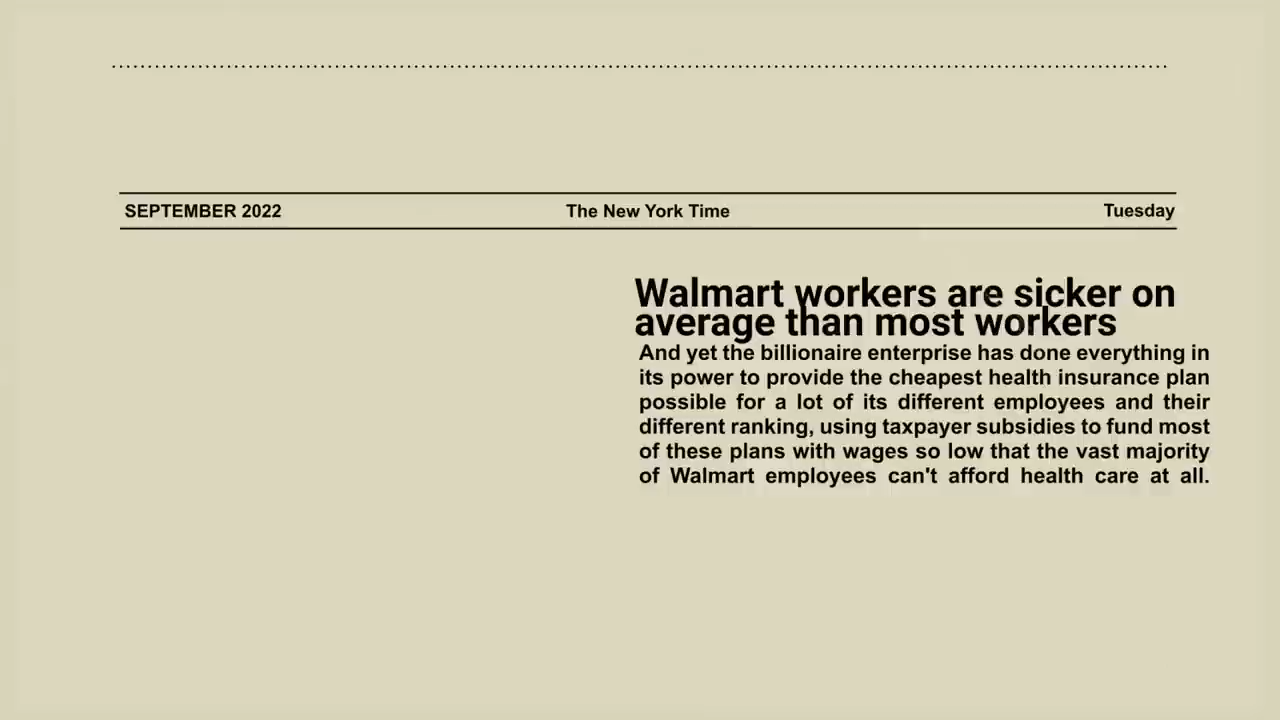 SEPTEMBER 2022 The New York Time Tuesday
Walmart workers are sicker on
average than most workers
And yet the billionaire enterprise has done everything in
its power to provide the cheapest health insurance plan
possible for a lot of its different employees and their
different ranking, using taxpayer subsidies to fund most
of these plans with wages so low that the vast majority
of Walmart employees can't afford health care at all.